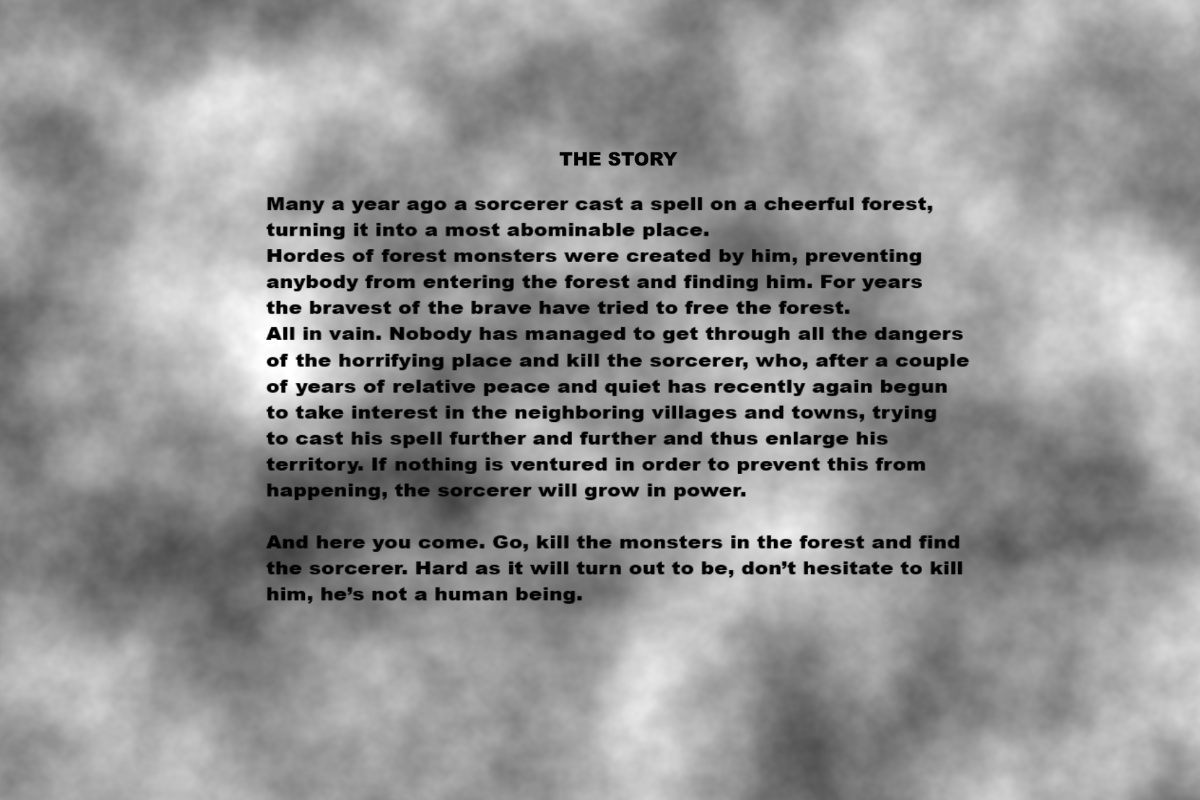 THE STORY
Many a year ago a sorcerer cast a spell on a cheerful forest,
turning it into a most abominable place.
Hordes of forest monsters were created by him, preventing
anybody from entering the forest and finding him. For years
the bravest of the brave have tried to free the forest.
All in vain. Nobody has managed to get through all the dangers
of the horrifying place and kill the sorcerer, who, after a couple
of years of relative peace and quiet has recently again begun
to take interest in the neighboring villages and towns, trying
to cast his spell further and further and thus enlarge his
territory. If nothing is ventured in order to prevent this from
happening, the sorcerer will grow in power.
And here you come. Go, kill the monsters in the forest and find
the sorcerer. Hard as it will turn out to be, don’t hesitate to kill
him, he’s not a human being.